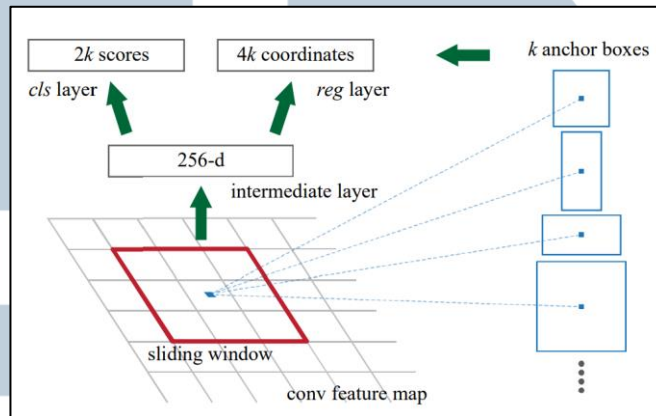 2k scores
4k coordinates
k anchor boxes
cls layer
reg layer
256-d
intermediate layer
sliding window
conv feature map